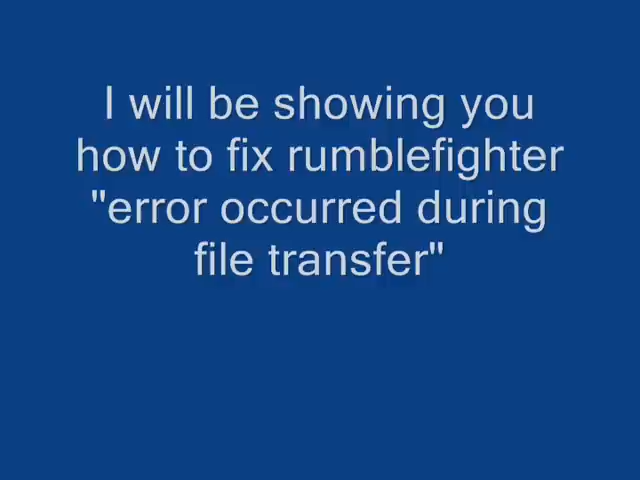 I will be showing you
how to fix rumblefighter
"error occurred during
file transfer"